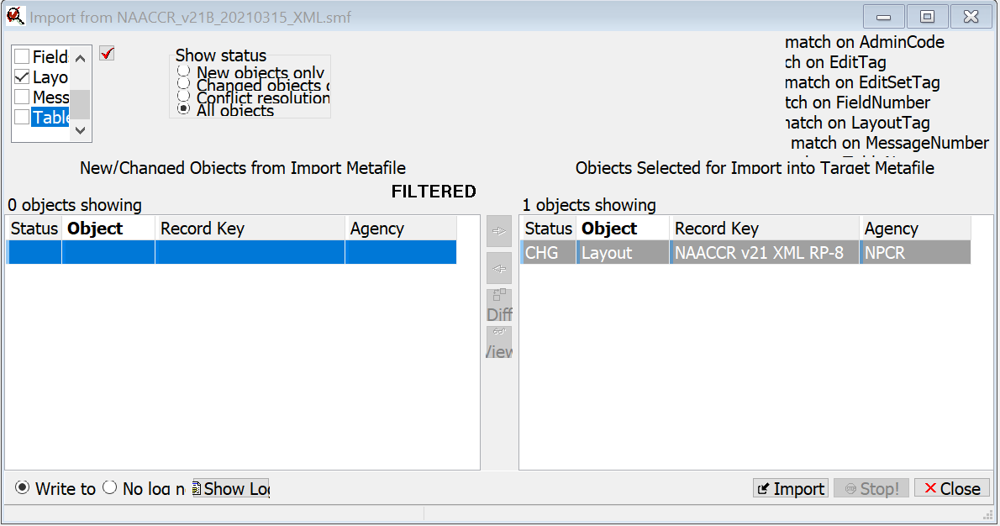 Import from NAACCR_v21B_20210315_XML.smf
Field
Layo
Mess
Table
Show status
New objects only
Changed objects
Conflict resolution
All objects
match on AdminCode
ch on EditTag
match on EditSetTag
tch on FieldNumber
natch on LayoutTag
match on MessageNumber
New/Changed Objects from Import Metafile
Objects Selected for Import into Target Metafile
FILTERED
0 objects showing
1 objects showing
Status Object Record Key Agency
Status Object Record Key Agency
CHG Layout NAACCR v21 XML RP-8 NPCR
Diff
View
Write to
No log
Show Log
Import
Stop!
Close